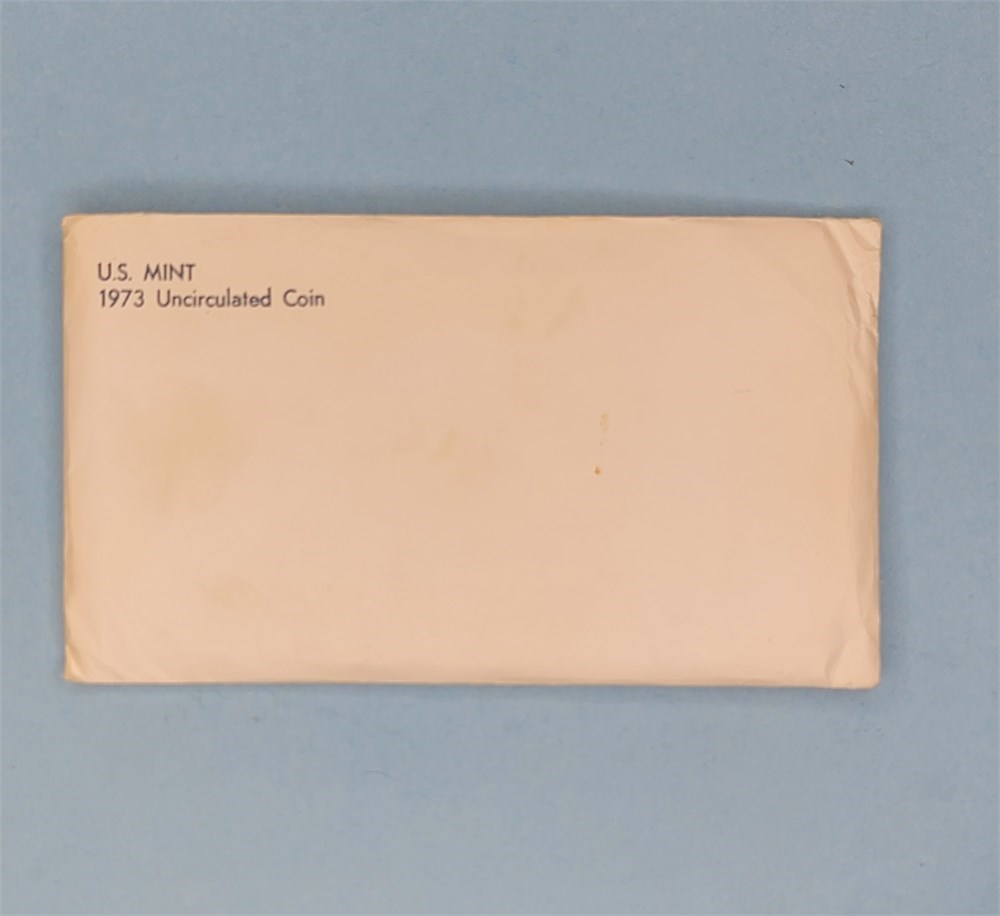 U.S. MINT
1973 Uncirculated Coin